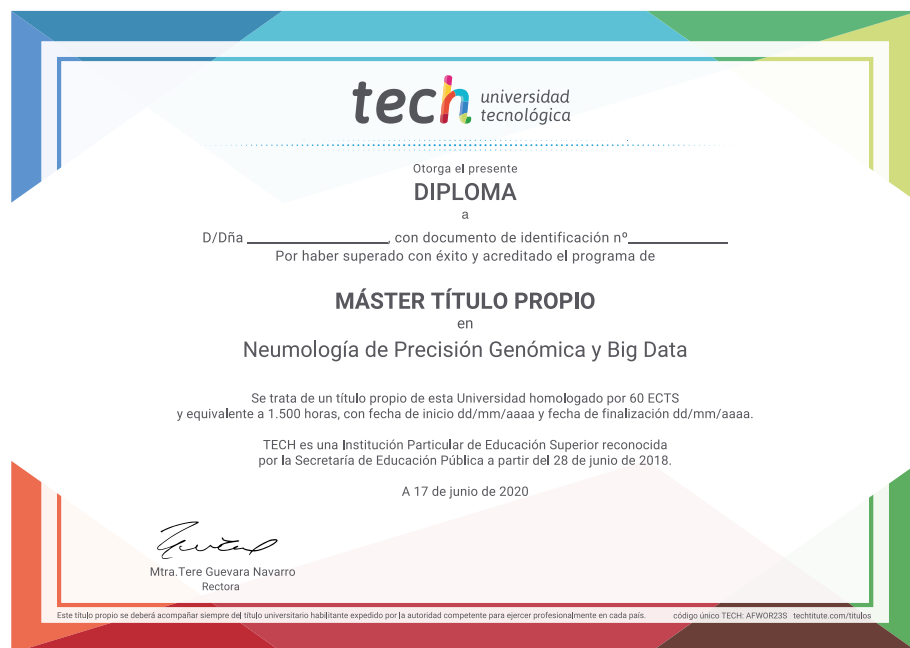 tech universidad
tecnológica
Otorga el presente
DIPLOMA
a
D/Dña ________________, con documento de identificación nº____________
Por haber superado con éxito y acreditado el programa de
MÁSTER TÍTULO PROPIO
en
Neumología de Precisión Genómica y Big Data
Se trata de un título propio de esta Universidad homologado por 60 ECTS
y equivalente a 1.500 horas, con fecha de inicio dd/mm/aaaa y fecha de finalización dd/mm/aaaa.
TECH es una Institución Particular de Educación Superior reconocida
por la Secretaría de Educación Pública a partir del 28 de junio de 2018.
A 17 de junio de 2020
Mtra.Tere Guevara Navarro
Rectora
Este título propio se deberá acompañar siempre del título universitario habilitante expedido por la autoridad competente para ejercer profesionalmente en cada país. código único TECH: AFWOR23S techtitute.com/titulos